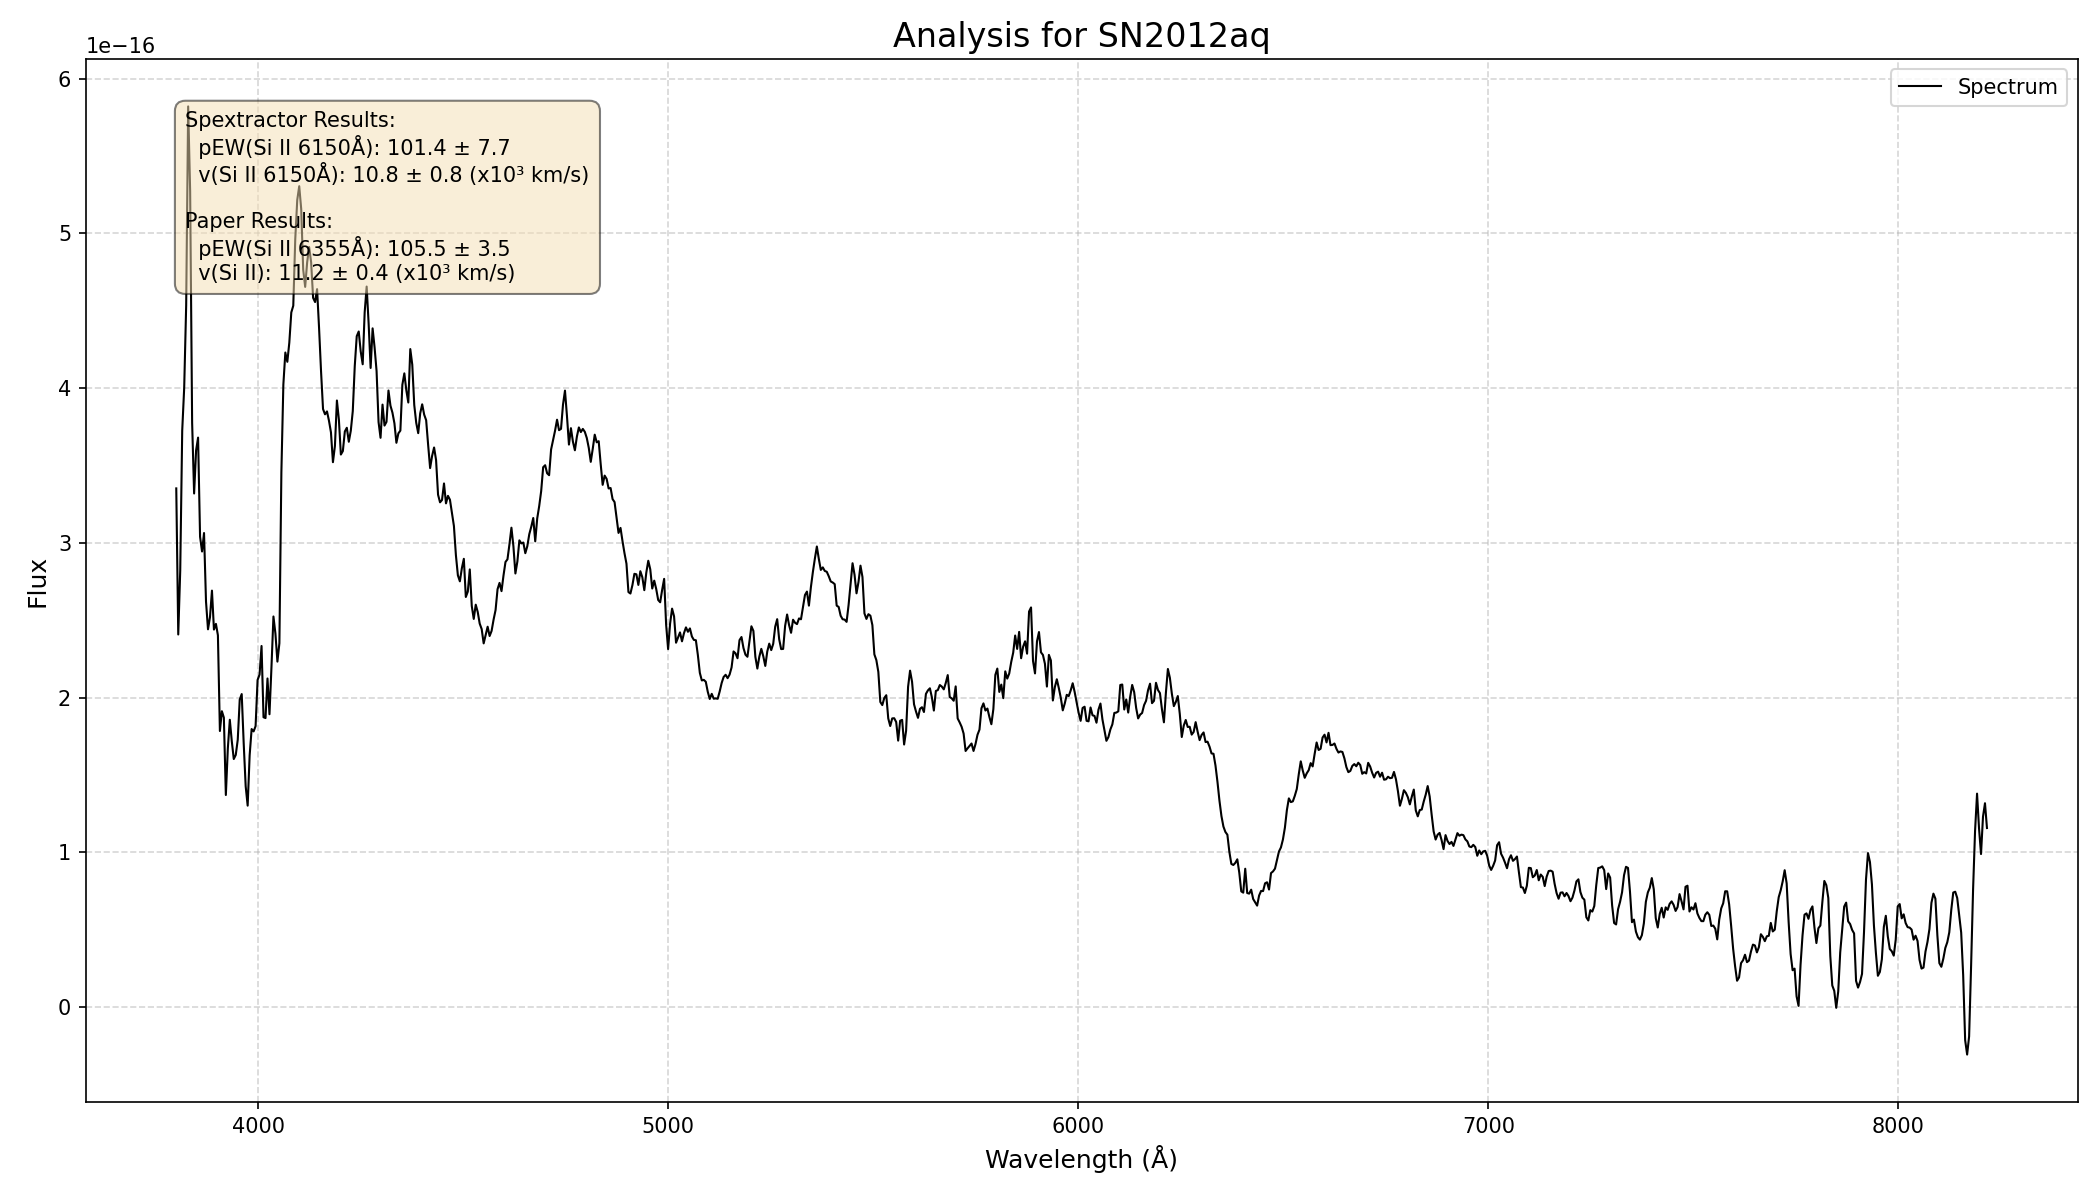 Analysis for SN2012aq
1e−16
Spectrum
Spextractor Results:
pEW(Si II 6150Å): 101.4 ± 7.7
v(Si II 6150Å): 10.8 ± 0.8 (x10³ km/s)
Paper Results:
pEW(Si II 6355Å): 105.5 ± 3.5
v(Si II): 11.2 ± 0.4 (x10³ km/s)
6
5
4
3
2
1
0
Flux
4000
5000
6000
7000
8000
Wavelength (Å)